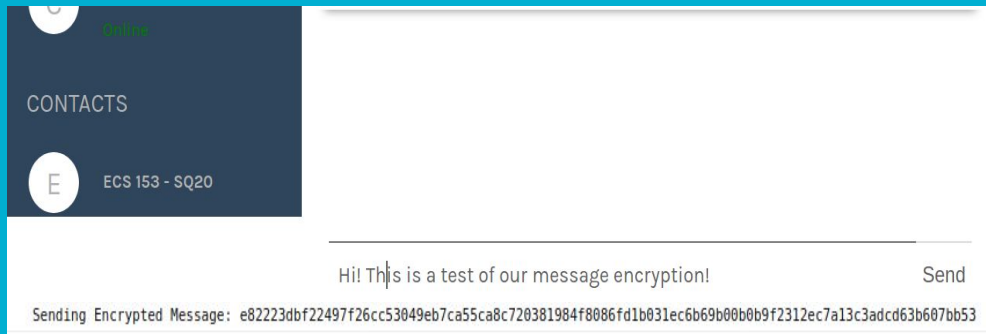 Online
CONTACTS
E
ECS 153 - SQ20
Hi! This is a test of our message encryption!
Send
Sending Encrypted Message: e82223dbf22497f26cc53049eb7ca55ca8c720381984f8086fd1b031ec6b69b00b0b9f2312ec7a13c3adcd63b607bb53